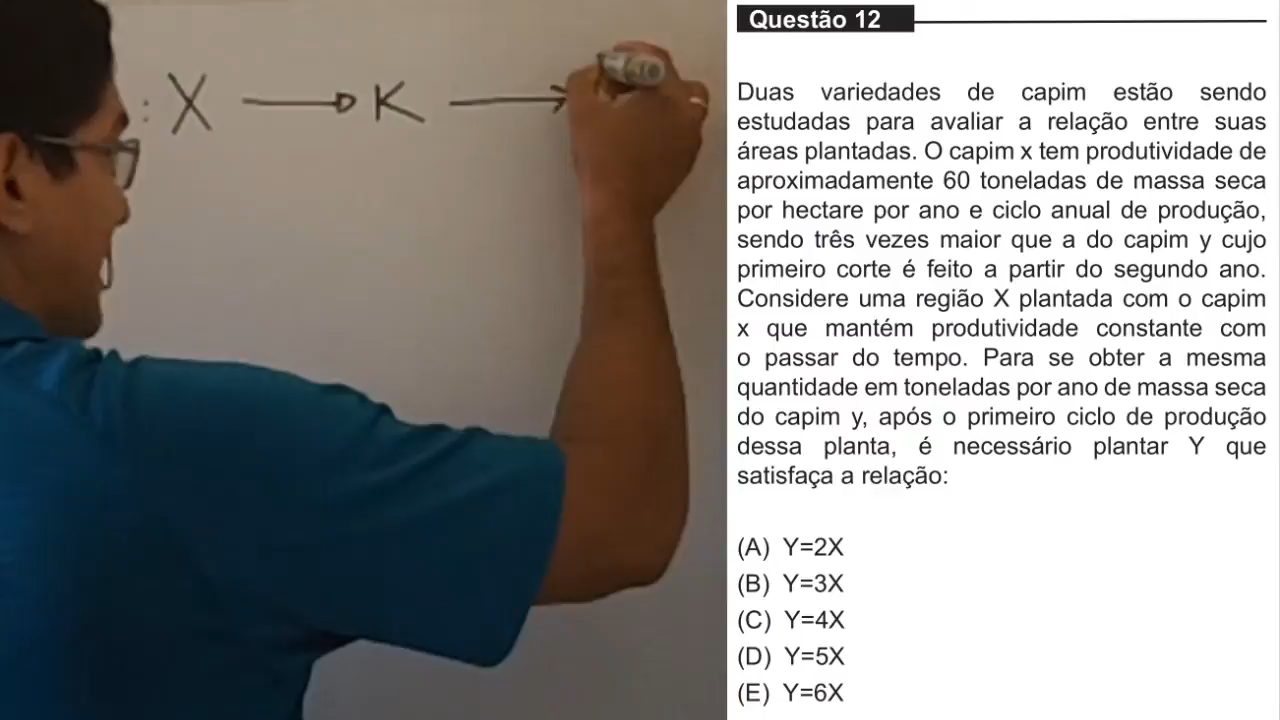 : X → K →
Questão 12
Duas variedades de capim estão sendo
estudadas para avaliar a relação entre suas
áreas plantadas. O capim x tem produtividade de
aproximadamente 60 toneladas de massa seca
por hectare por ano e ciclo anual de produção,
sendo três vezes maior que a do capim y cujo
primeiro corte é feito a partir do segundo ano.
Considere uma região X plantada com o capim
x que mantém produtividade constante com
o passar do tempo. Para se obter a mesma
quantidade em toneladas por ano de massa seca
do capim y, após o primeiro ciclo de produção
dessa planta, é necessário plantar Y que
satisfaça a relação:
(A) Y=2X
(B) Y=3X
(C) Y=4X
(D) Y=5X
(E) Y=6X